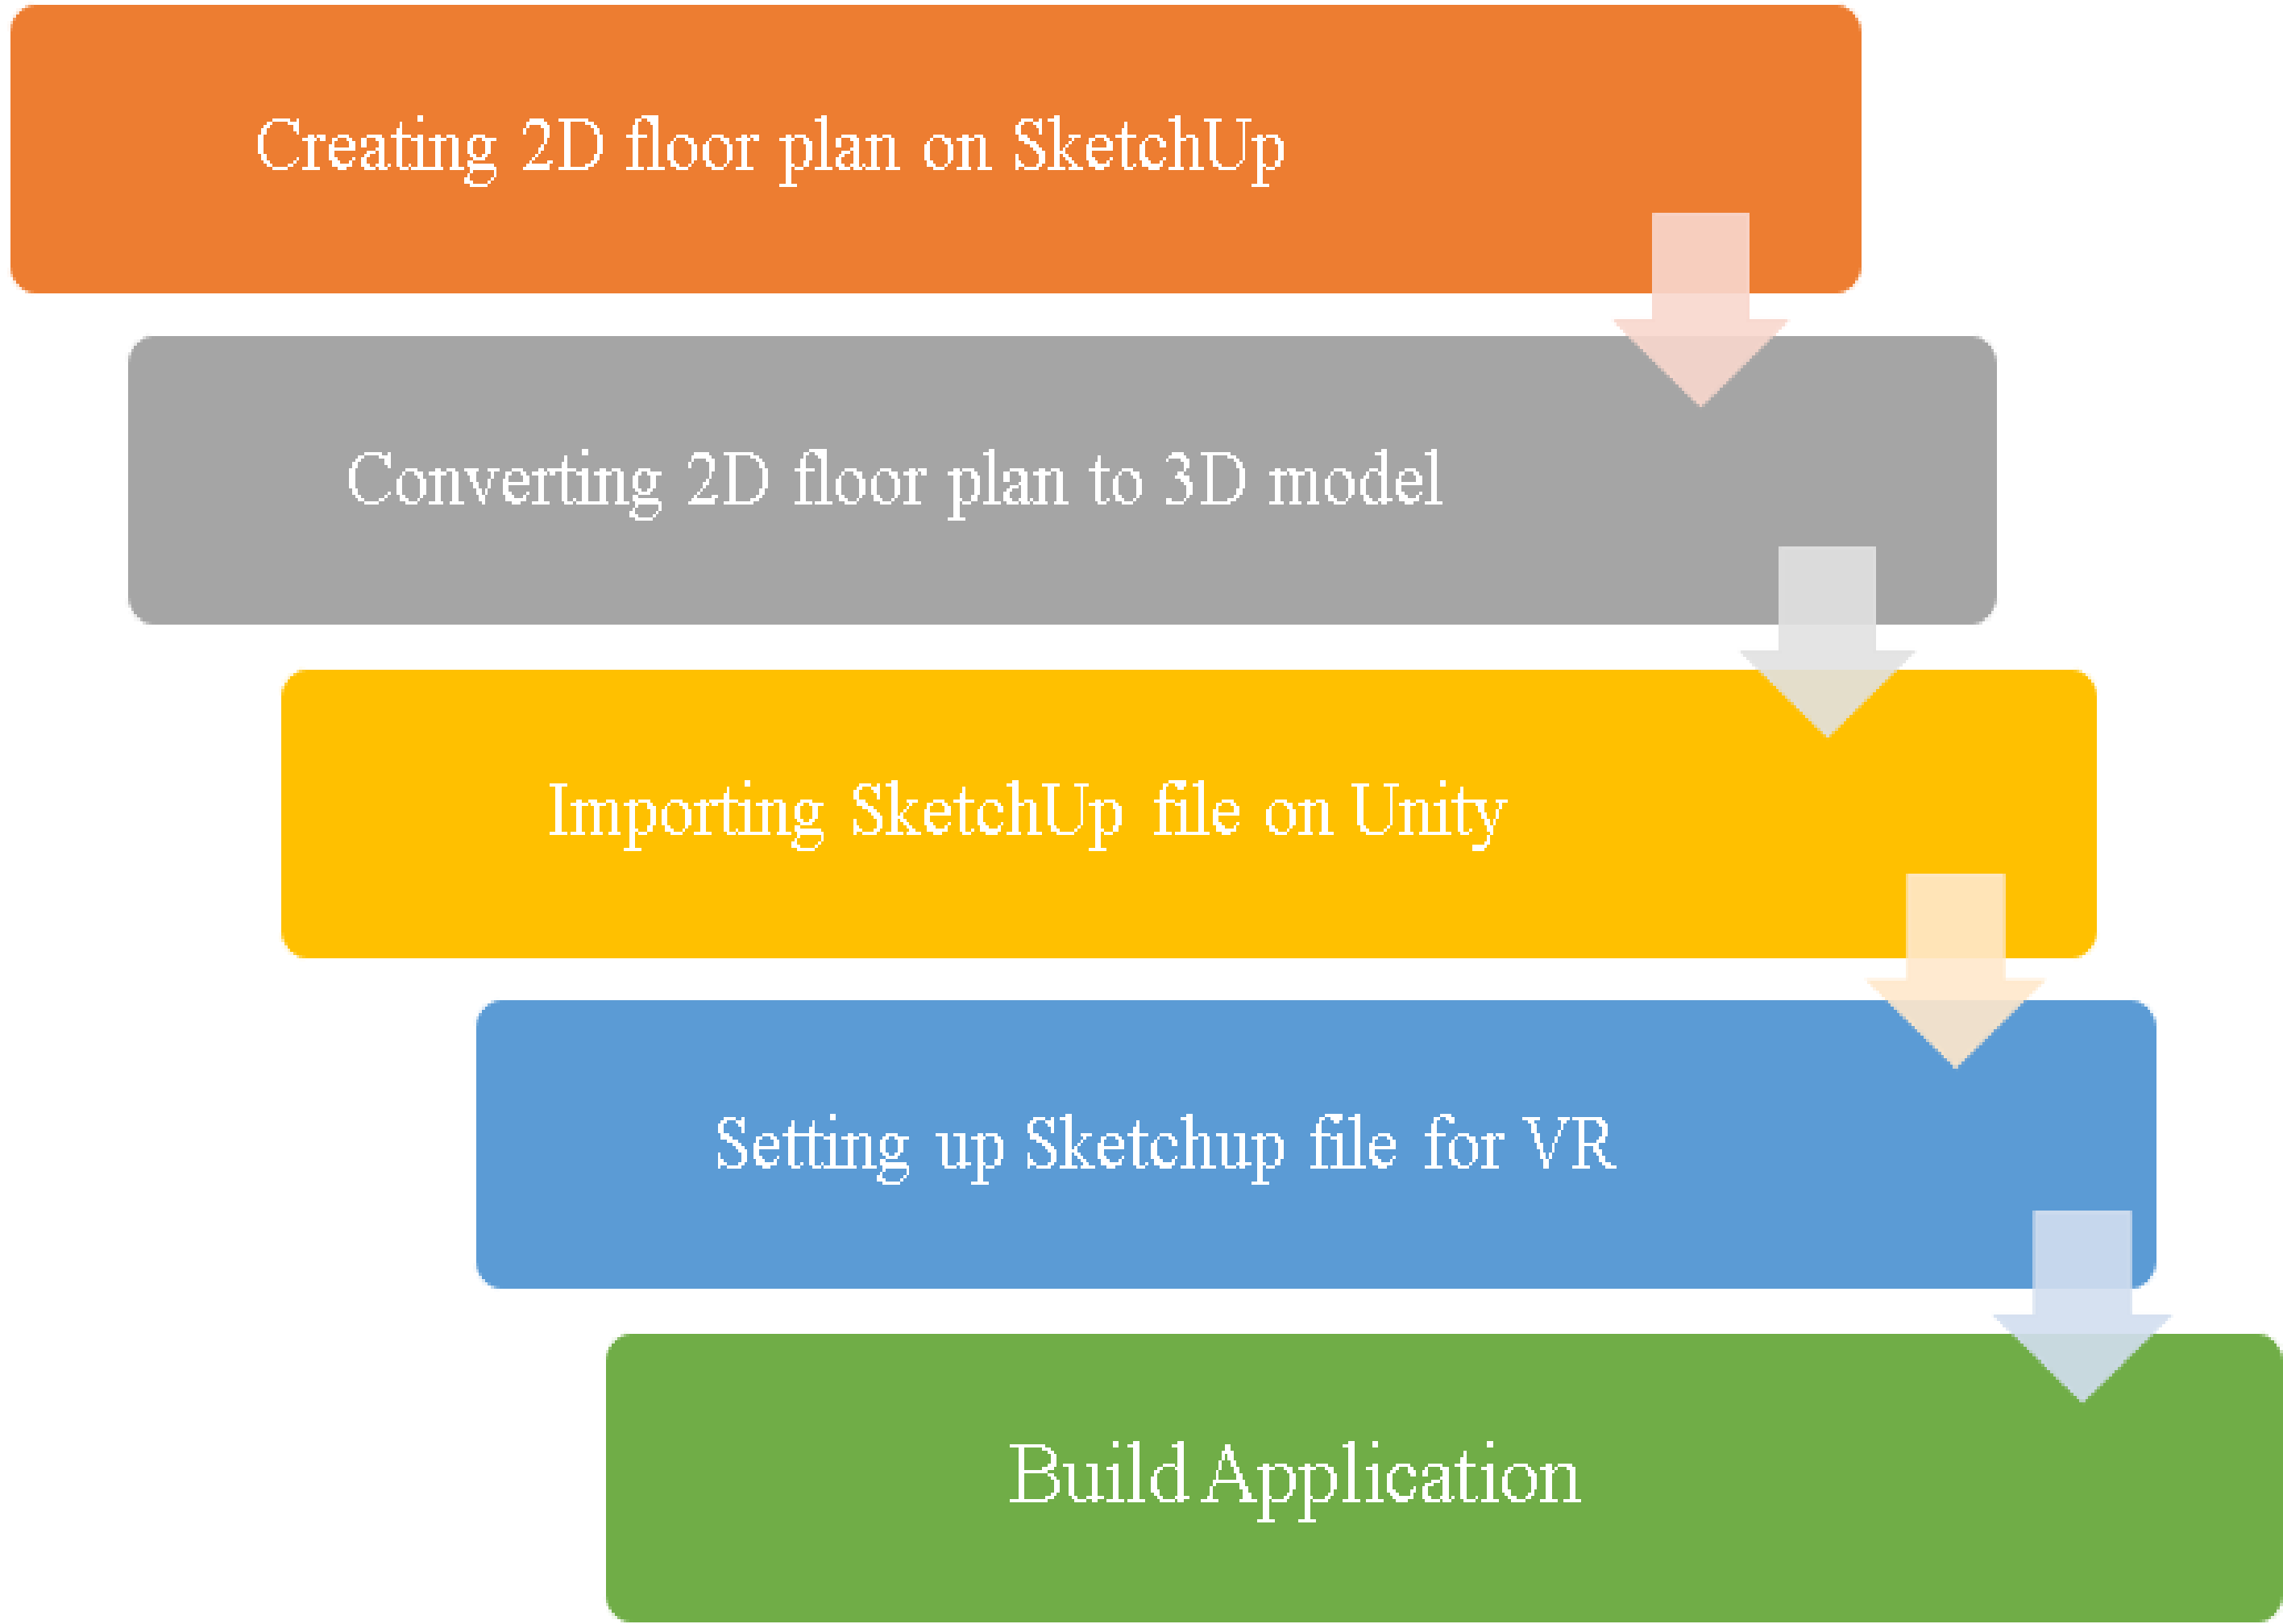 Creating 2D floor plan on SketchUp
Converting 2D floor plan to 3D model
Importing SketchUp file on Unity
Setting up Sketchup file for VR
Build Application